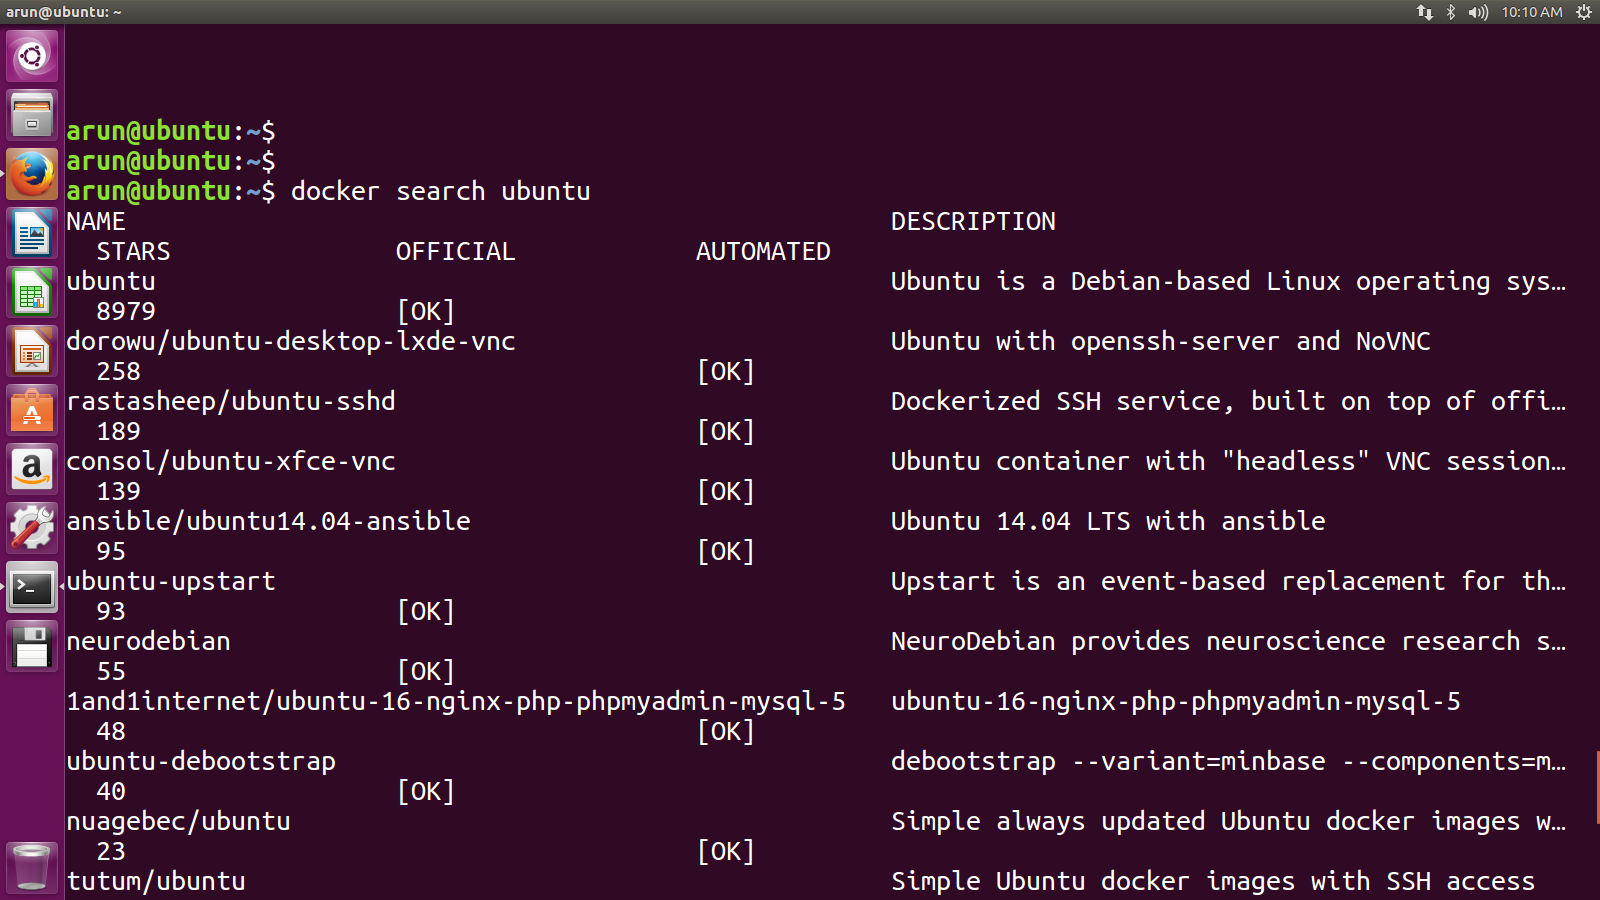 arun@ubuntu: ~
10:10 AM
arun@ubuntu:~$
arun@ubuntu:~$
arun@ubuntu:~$ docker search ubuntu
NAME DESCRIPTION
STARS OFFICIAL AUTOMATED
ubuntu Ubuntu is a Debian-based Linux operating sys…
8979 [OK]
dorowu/ubuntu-desktop-lxde-vnc Ubuntu with openssh-server and NoVNC
258 [OK]
rastasheep/ubuntu-sshd Dockerized SSH service, built on top of offi…
189 [OK]
consol/ubuntu-xfce-vnc Ubuntu container with "headless" VNC session…
139 [OK]
ansible/ubuntu14.04-ansible Ubuntu 14.04 LTS with ansible
95 [OK]
ubuntu-upstart Upstart is an event-based replacement for th…
93 [OK]
neurodebian NeuroDebian provides neuroscience research s…
55 [OK]
1and1internet/ubuntu-16-nginx-php-phpmyadmin-mysql-5 ubuntu-16-nginx-php-phpmyadmin-mysql-5
48 [OK]
ubuntu-debootstrap debootstrap --variant=minbase --components=m…
40 [OK]
nuagebec/ubuntu Simple always updated Ubuntu docker images w…
23 [OK]
tutum/ubuntu Simple Ubuntu docker images with SSH access